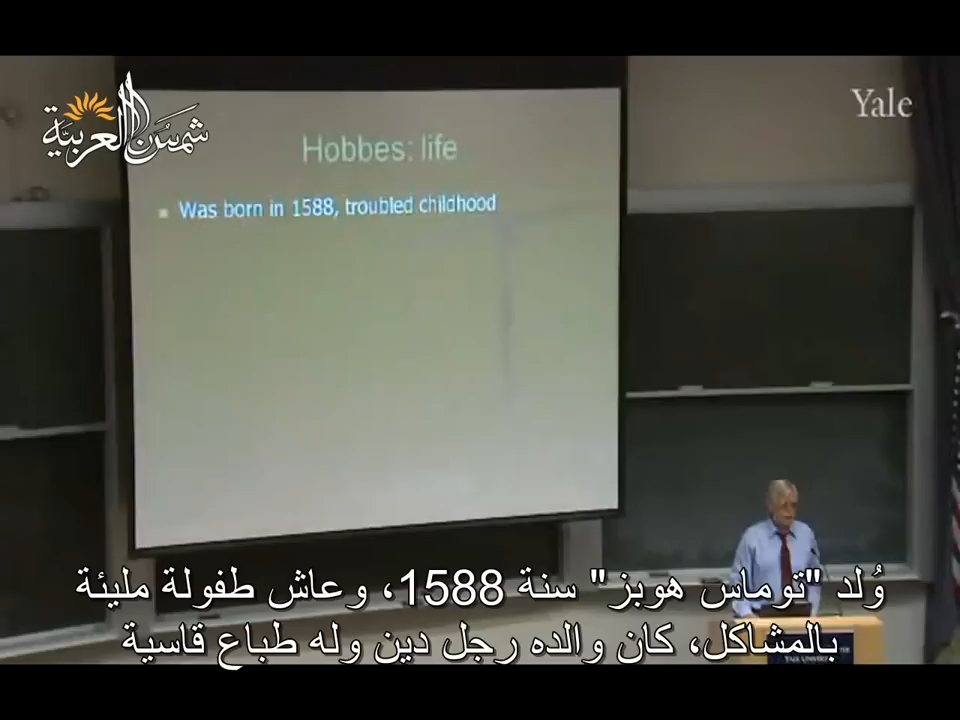 شمس العربية
Yale
Hobbes: life
Was born in 1588, troubled childhood
وُلد "توماس هوبز" سنة 1588، وعاش طفولة مليئة
بالمشاكل، كان والده رجل دين وله طباع قاسية